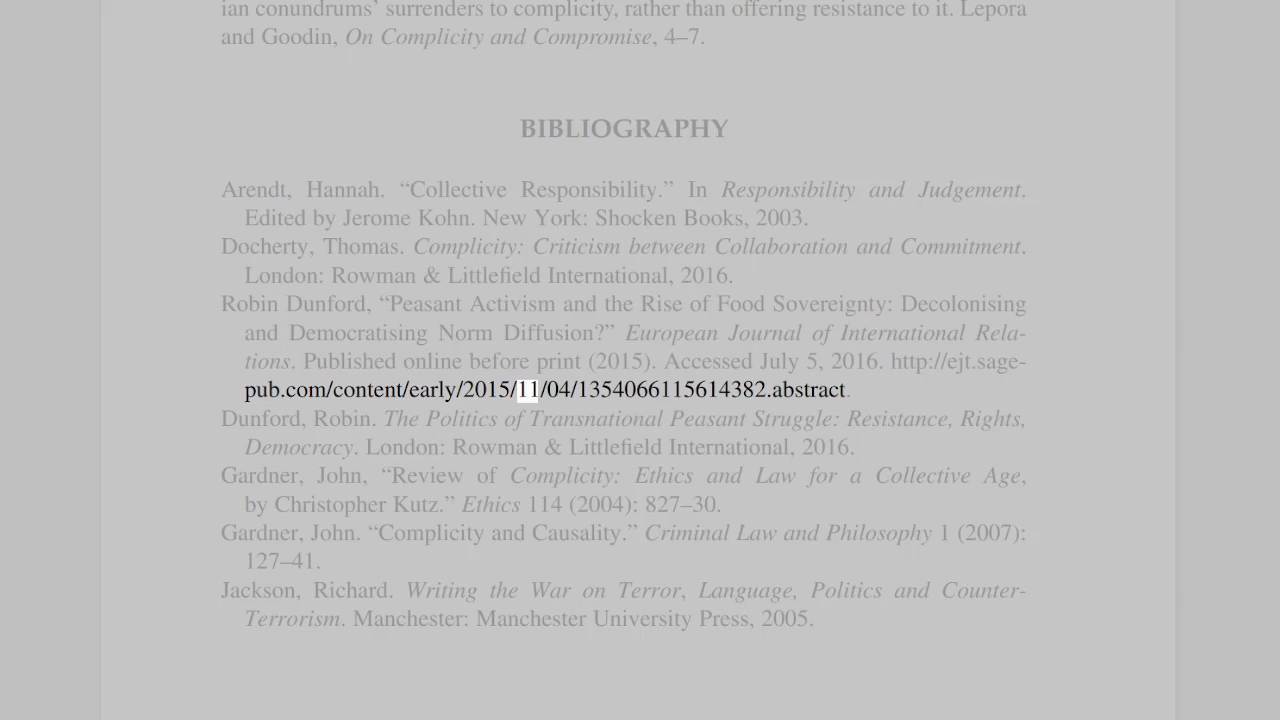 ian conundrums’ surrenders to complicity, rather than offering resistance to it. Lepora
and Goodin, On Complicity and Compromise, 4–7.
BIBLIOGRAPHY
Arendt, Hannah. “Collective Responsibility.” In Responsibility and Judgement.
Edited by Jerome Kohn. New York: Shocken Books, 2003.
Docherty, Thomas. Complicity: Criticism between Collaboration and Commitment.
London: Rowman & Littlefield International, 2016.
Robin Dunford, “Peasant Activism and the Rise of Food Sovereignty: Decolonising
and Democratising Norm Diffusion?” European Journal of International Rela-
tions. Published online before print (2015). Accessed July 5, 2016. http://ejt.sage-
pub.com/content/early/2015/11/04/1354066115614382.abstract.
Dunford, Robin. The Politics of Transnational Peasant Struggle: Resistance, Rights,
Democracy. London: Rowman & Littlefield International, 2016.
Gardner, John, “Review of Complicity: Ethics and Law for a Collective Age,
by Christopher Kutz.” Ethics 114 (2004): 827–30.
Gardner, John. “Complicity and Causality.” Criminal Law and Philosophy 1 (2007):
127–41.
Jackson, Richard. Writing the War on Terror, Language, Politics and Counter-
Terrorism. Manchester: Manchester University Press, 2005.